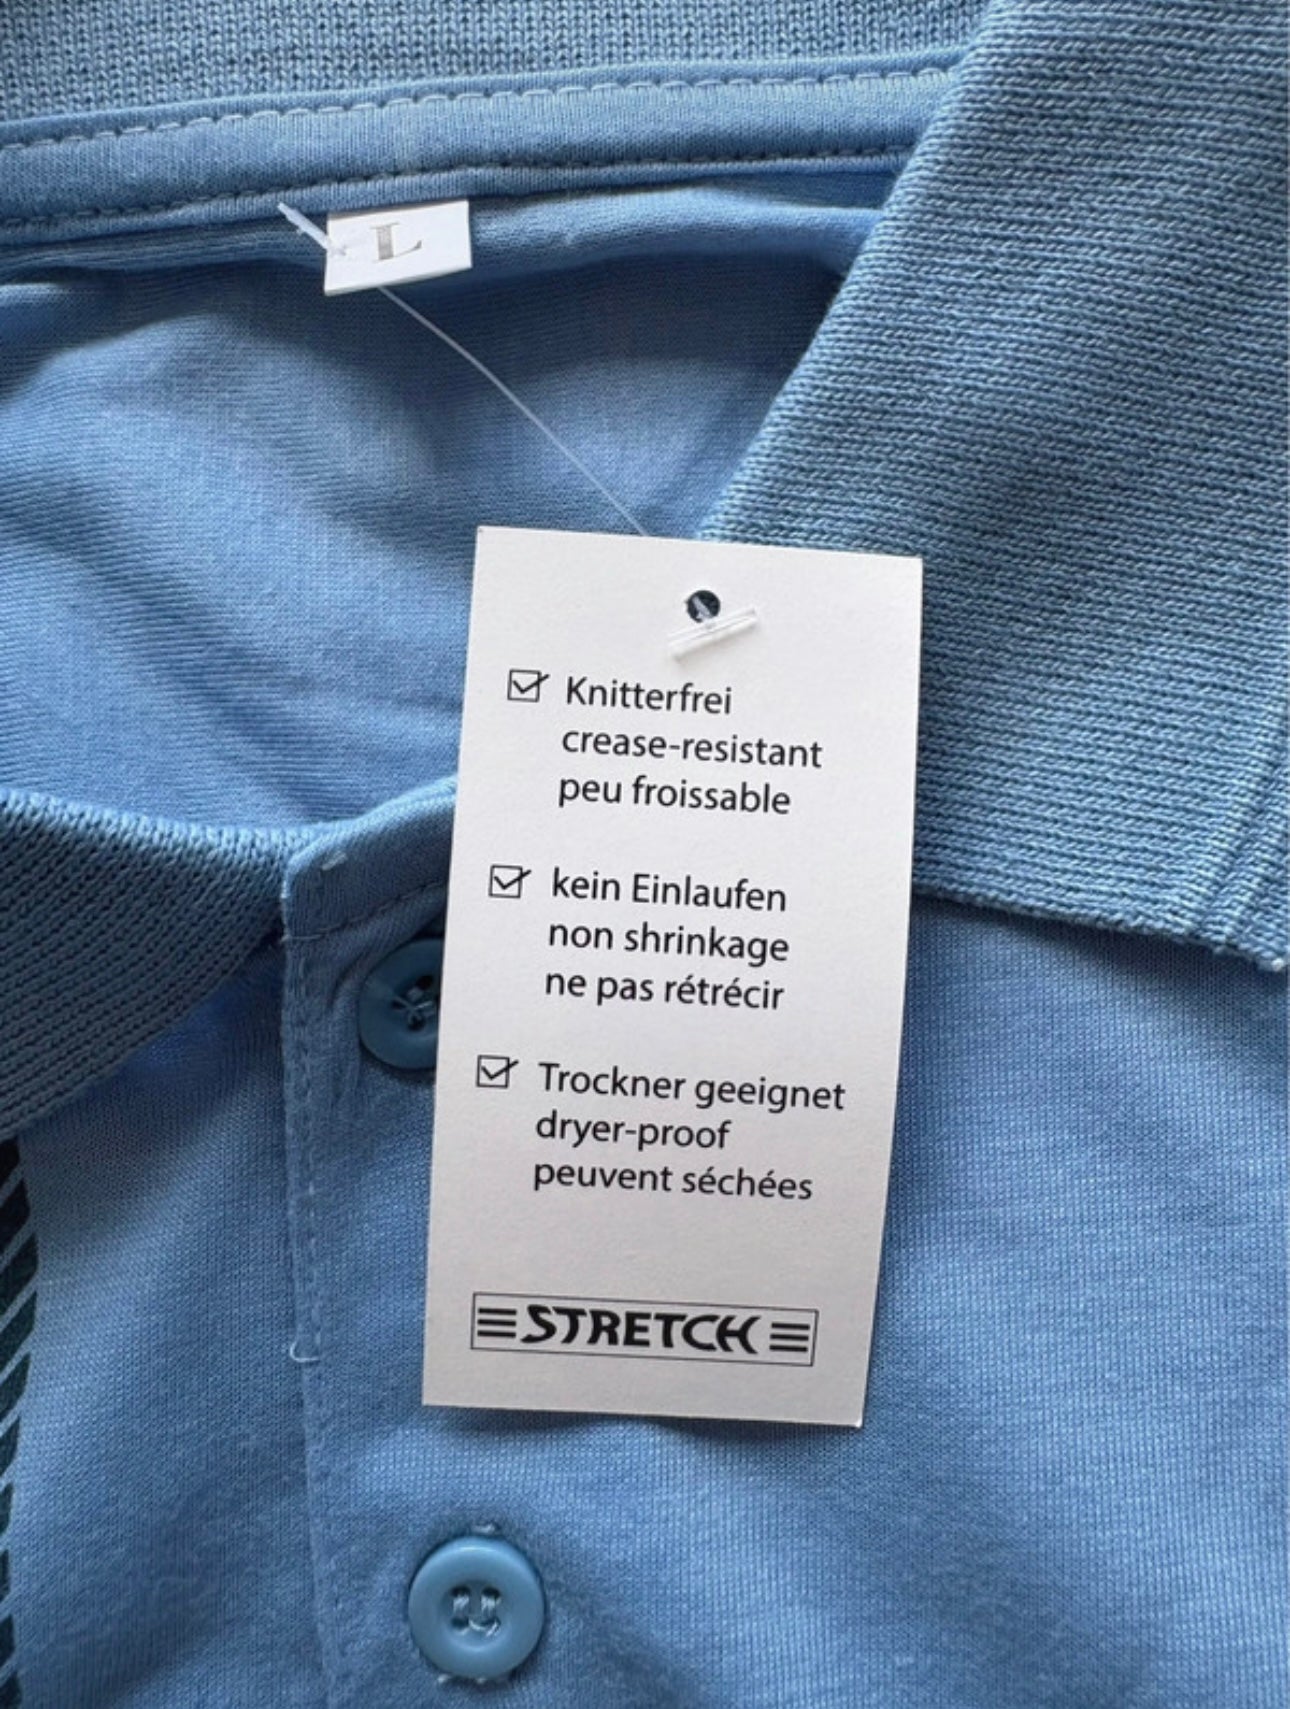 L
Knitterfrei
crease-resistant
peu froissable
kein Einlaufen
non shrinkage
ne pas rétrécir
Trockner geeignet
dryer-proof
peuvent séchées
STRETCH